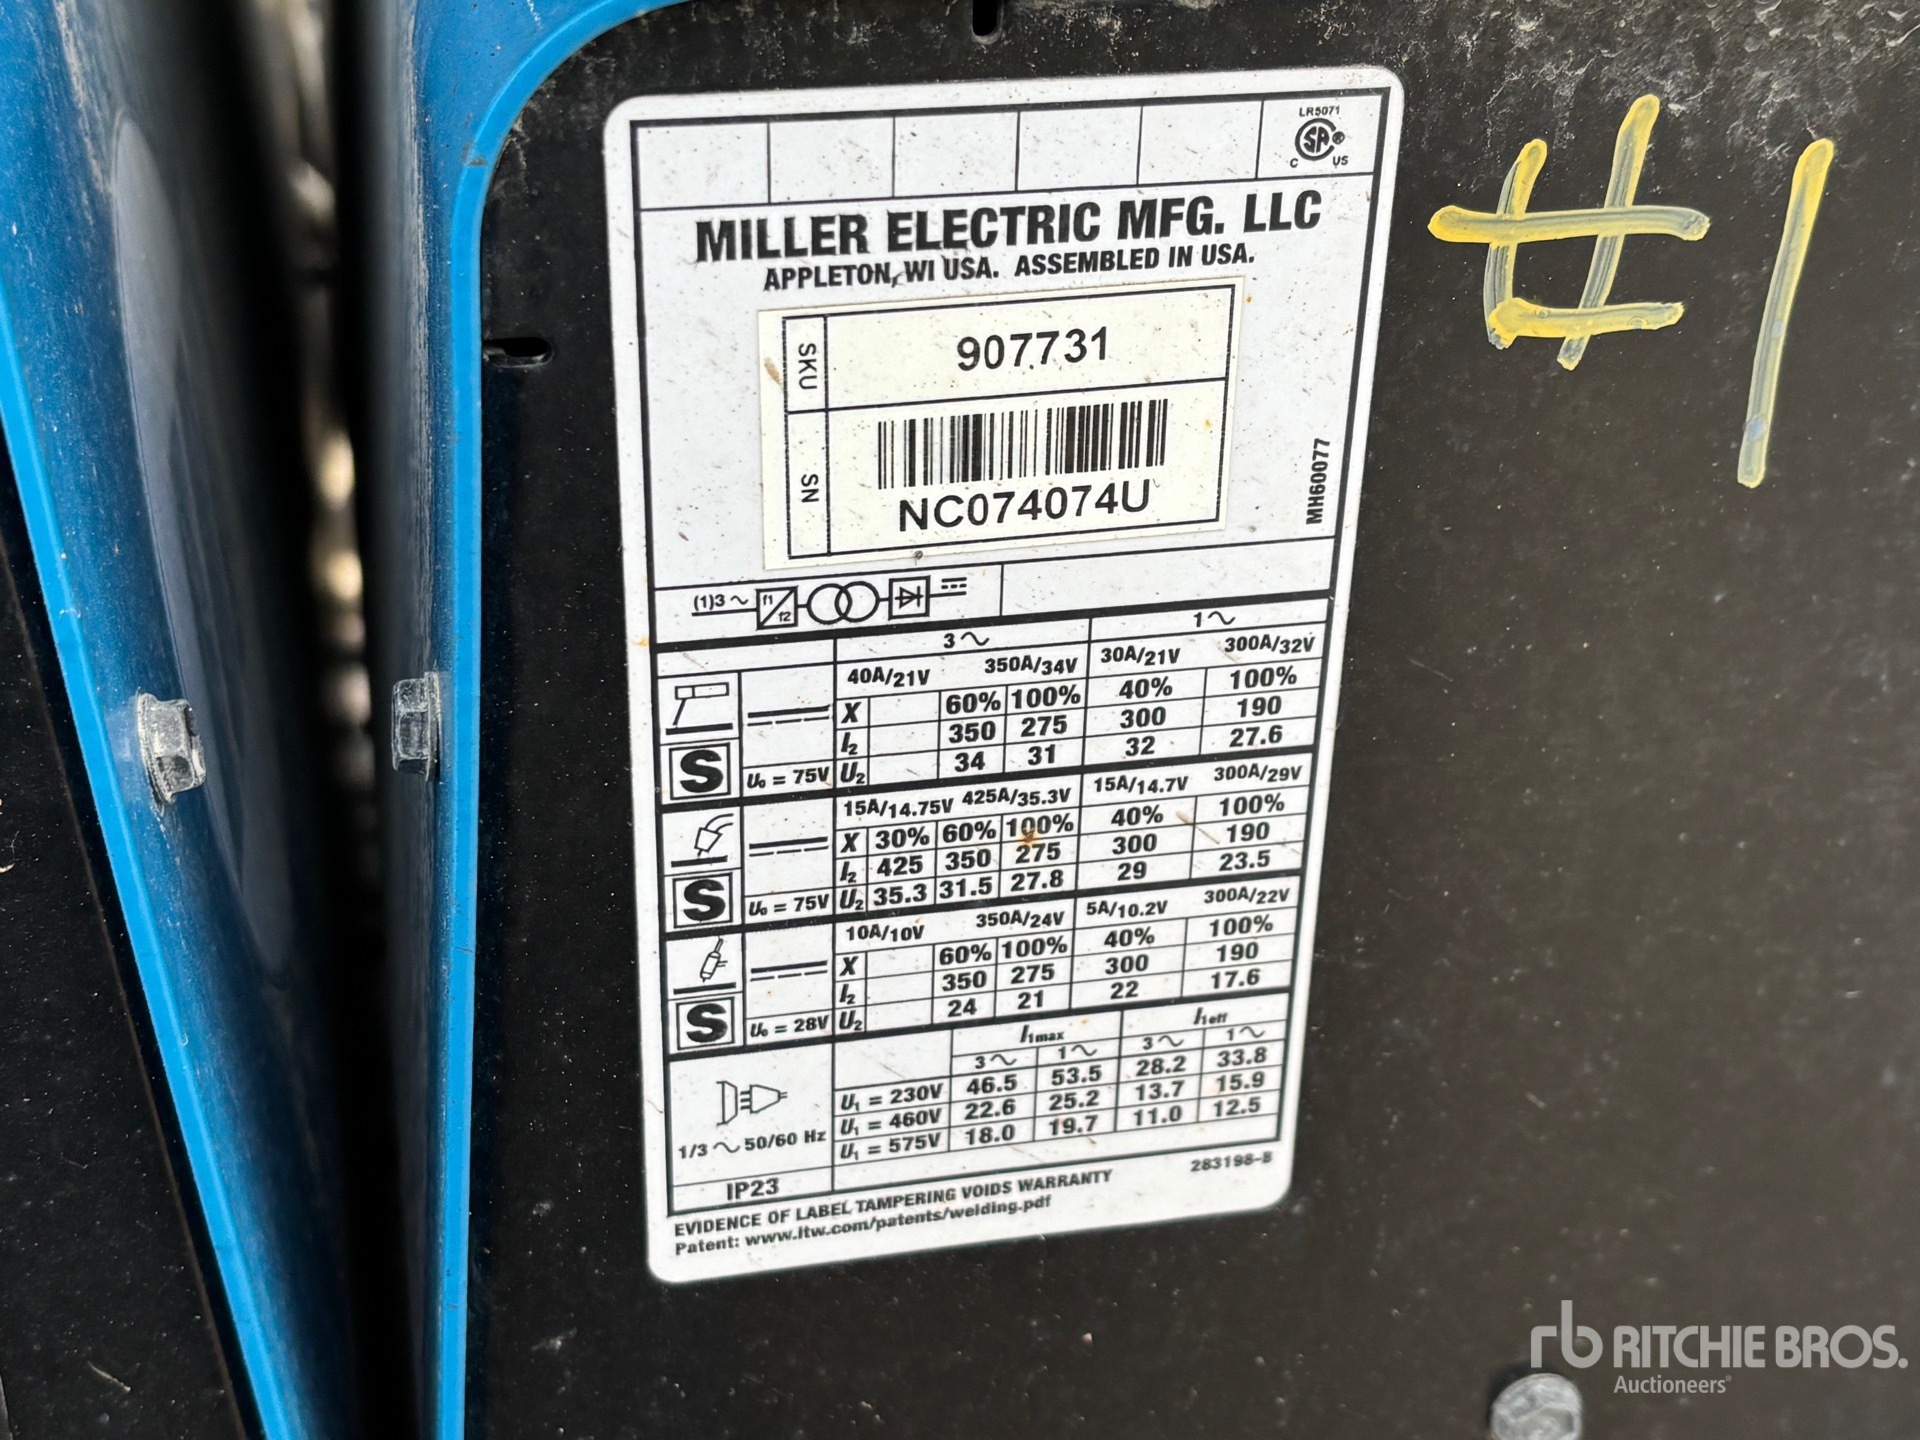 LR5071
SA®
C US
MILLER ELECTRIC MFG. LLC
APPLETON, WI USA. ASSEMBLED IN USA.
SKU 907731
SN NC074074U
MH60077
(1)3~ f1 f2
3~ 1~
40A/21V 350A/34V 30A/21V 300A/32V
X 60% 100% 40% 100%
I2 350 275 300 190
S U0 = 75V U2 34 31 32 27.6
15A/14.75V 425A/35.3V 15A/14.7V 300A/29V
X 30% 60% 100% 40% 100%
I2 425 350 275 300 190
S U0 = 75V U2 35.3 31.5 27.8 29 23.5
10A/10V 350A/24V 5A/10.2V 300A/22V
X 60% 100% 40% 100%
I2 350 275 300 190
S U0 = 28V U2 24 21 22 17.6
I1max I1eff
3~ 1~ 3~ 1~
U1 = 230V 46.5 53.5 28.2 33.8
U1 = 460V 22.6 25.2 13.7 15.9
U1 = 575V 18.0 19.7 11.0 12.5
1/3~ 50/60 Hz
IP23
283198-B
EVIDENCE OF LABEL TAMPERING VOIDS WARRANTY
Patent: www.itw.com/patents/welding.pdf
#1
rb RITCHIE BROS.
Auctioneers